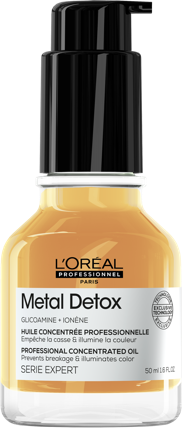 L'ORÉAL
PROFESSIONNEL
PARIS
Metal Detox
GLICOAMINE + IONÈNE
HUILE CONCENTRÉE PROFESSIONNELLE
Empêche la casse & illumine la couleur
PROFESSIONAL CONCENTRATED OIL
Prevents breakage & illuminates color
SERIE EXPERT
50 ml 1.6 fl oz